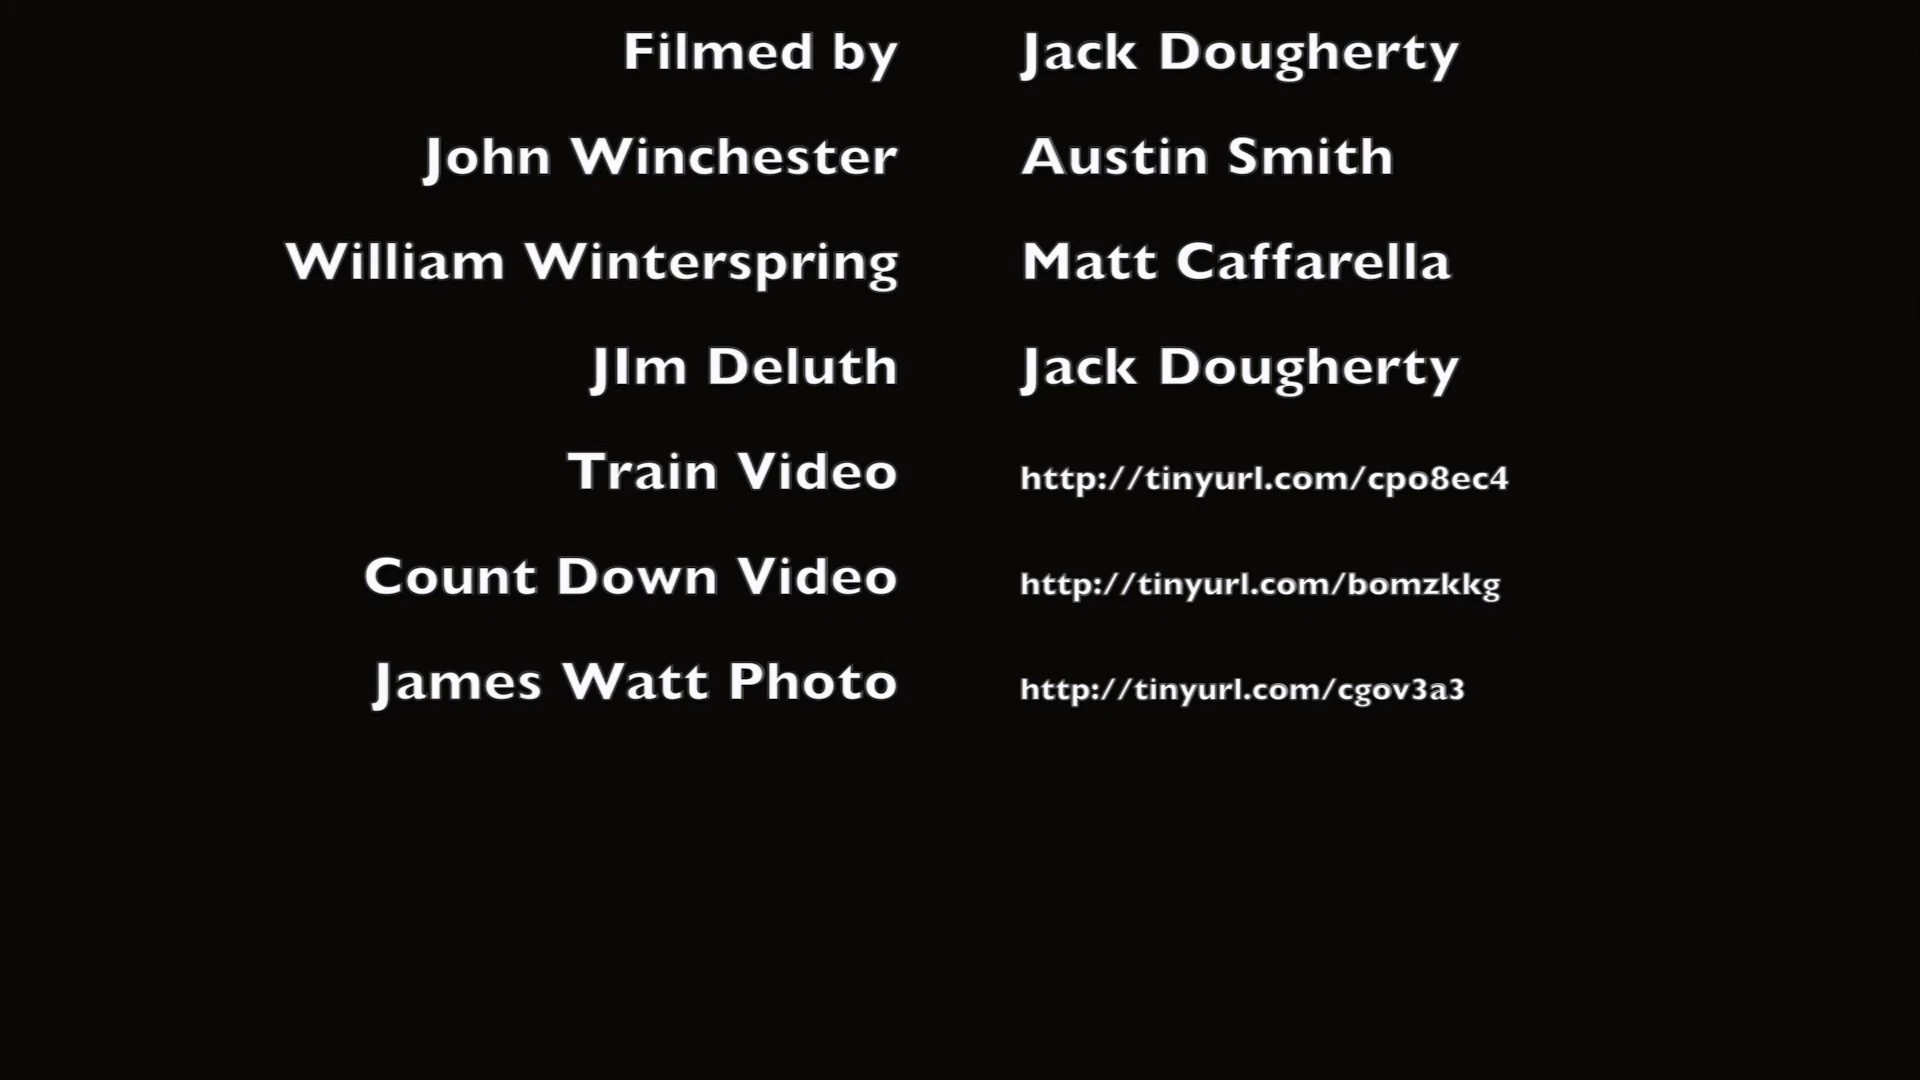 Filmed by Jack Dougherty
John Winchester Austin Smith
William Winterspring Matt Caffarella
JIm Deluth Jack Dougherty
Train Video http://tinyurl.com/cpo8ec4
Count Down Video http://tinyurl.com/bomzkkg
James Watt Photo http://tinyurl.com/cgov3a3